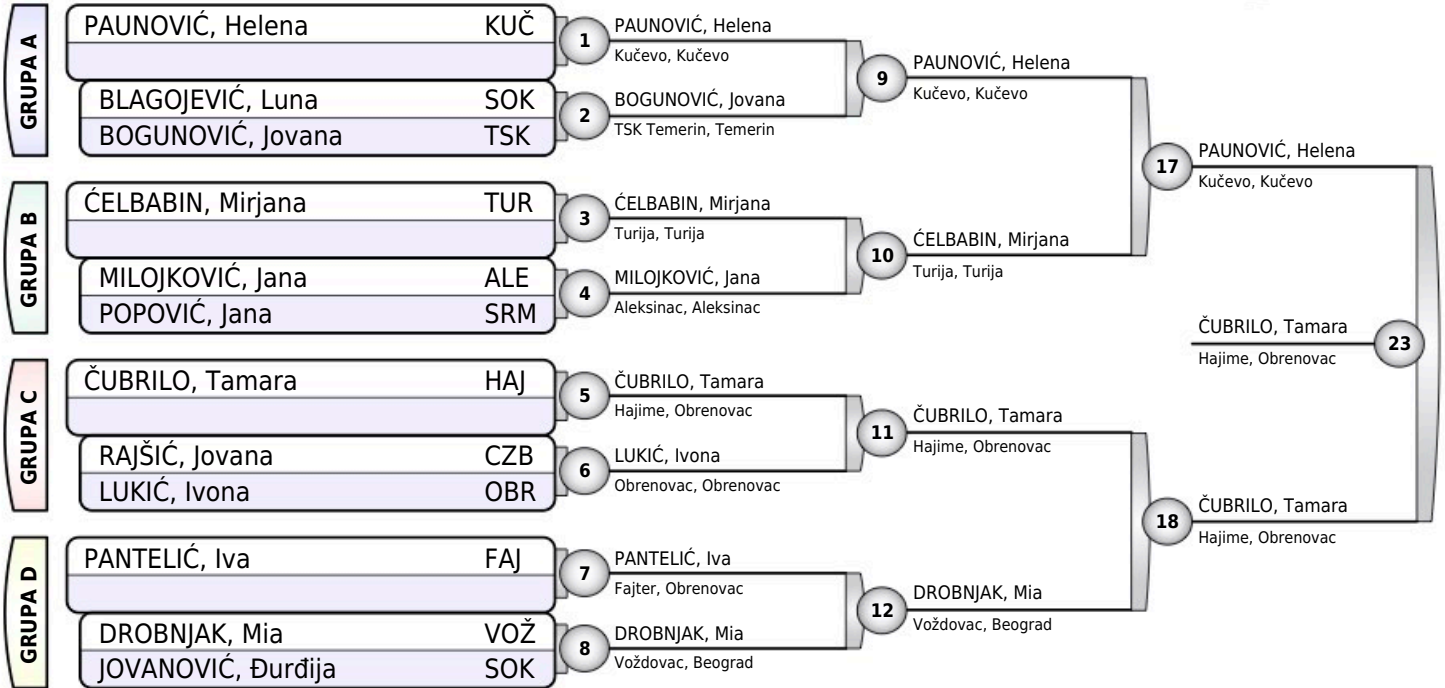 GRUPA A
PAUNOVIĆ, Helena KUČ
BLAGOJEVIĆ, Luna SOK
BOGUNOVIĆ, Jovana TSK
GRUPA B
ĆELBABIN, Mirjana TUR
MILOJKOVIĆ, Jana ALE
POPOVIĆ, Jana SRM
GRUPA C
ČUBRILO, Tamara HAJ
RAJŠIĆ, Jovana CZB
LUKIĆ, Ivona OBR
GRUPA D
PANTELIĆ, Iva FAJ
DROBNJAK, Mia VOŽ
JOVANOVIĆ, Đurđija SOK
1
PAUNOVIĆ, Helena
Kučevo, Kučevo
2
BOGUNOVIĆ, Jovana
TSK Temerin, Temerin
3
ĆELBABIN, Mirjana
Turija, Turija
4
MILOJKOVIĆ, Jana
Aleksinac, Aleksinac
5
ČUBRILO, Tamara
Hajime, Obrenovac
6
LUKIĆ, Ivona
Obrenovac, Obrenovac
7
PANTELIĆ, Iva
Fajter, Obrenovac
8
DROBNJAK, Mia
Voždovac, Beograd
9
PAUNOVIĆ, Helena
Kučevo, Kučevo
10
ĆELBABIN, Mirjana
Turija, Turija
11
ČUBRILO, Tamara
Hajime, Obrenovac
12
DROBNJAK, Mia
Voždovac, Beograd
17
PAUNOVIĆ, Helena
Kučevo, Kučevo
18
ČUBRILO, Tamara
Hajime, Obrenovac
23
ČUBRILO, Tamara
Hajime, Obrenovac